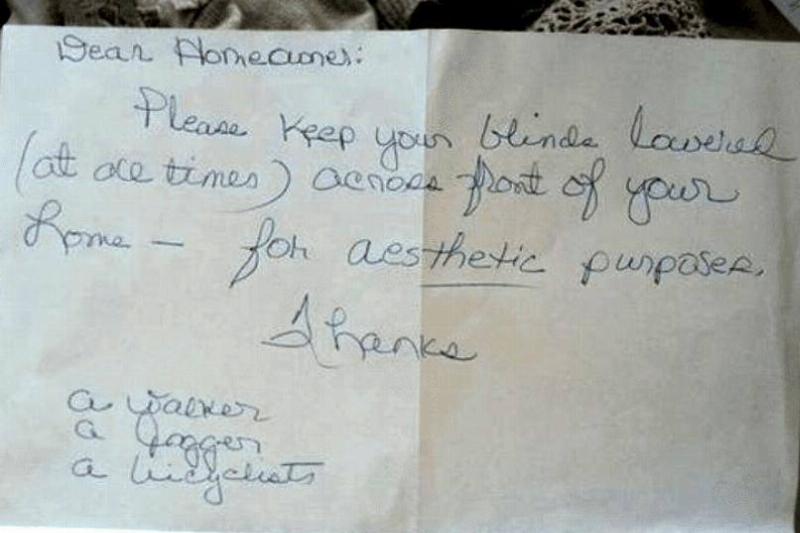 Dear Homeowner:
Please keep your blinds lowered
(at all times) across front of your
home — for aesthetic purposes.
Thanks
a walker
a jogger
a bicyclists